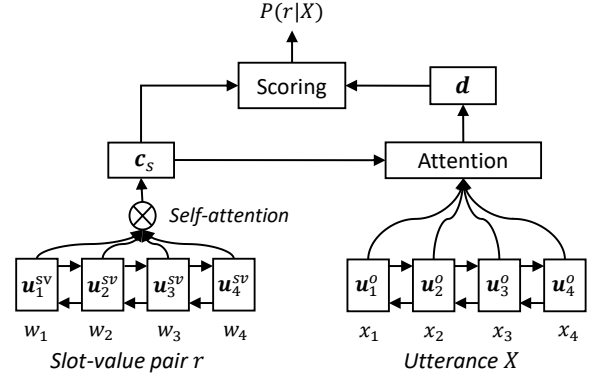 P(r|X)
Scoring
d
c_s
Attention
Self-attention
u_1^sv u_2^sv u_3^sv u_4^sv
u_1^o u_2^o u_3^o u_4^o
w_1 w_2 w_3 w_4
x_1 x_2 x_3 x_4
Slot-value pair r
Utterance X